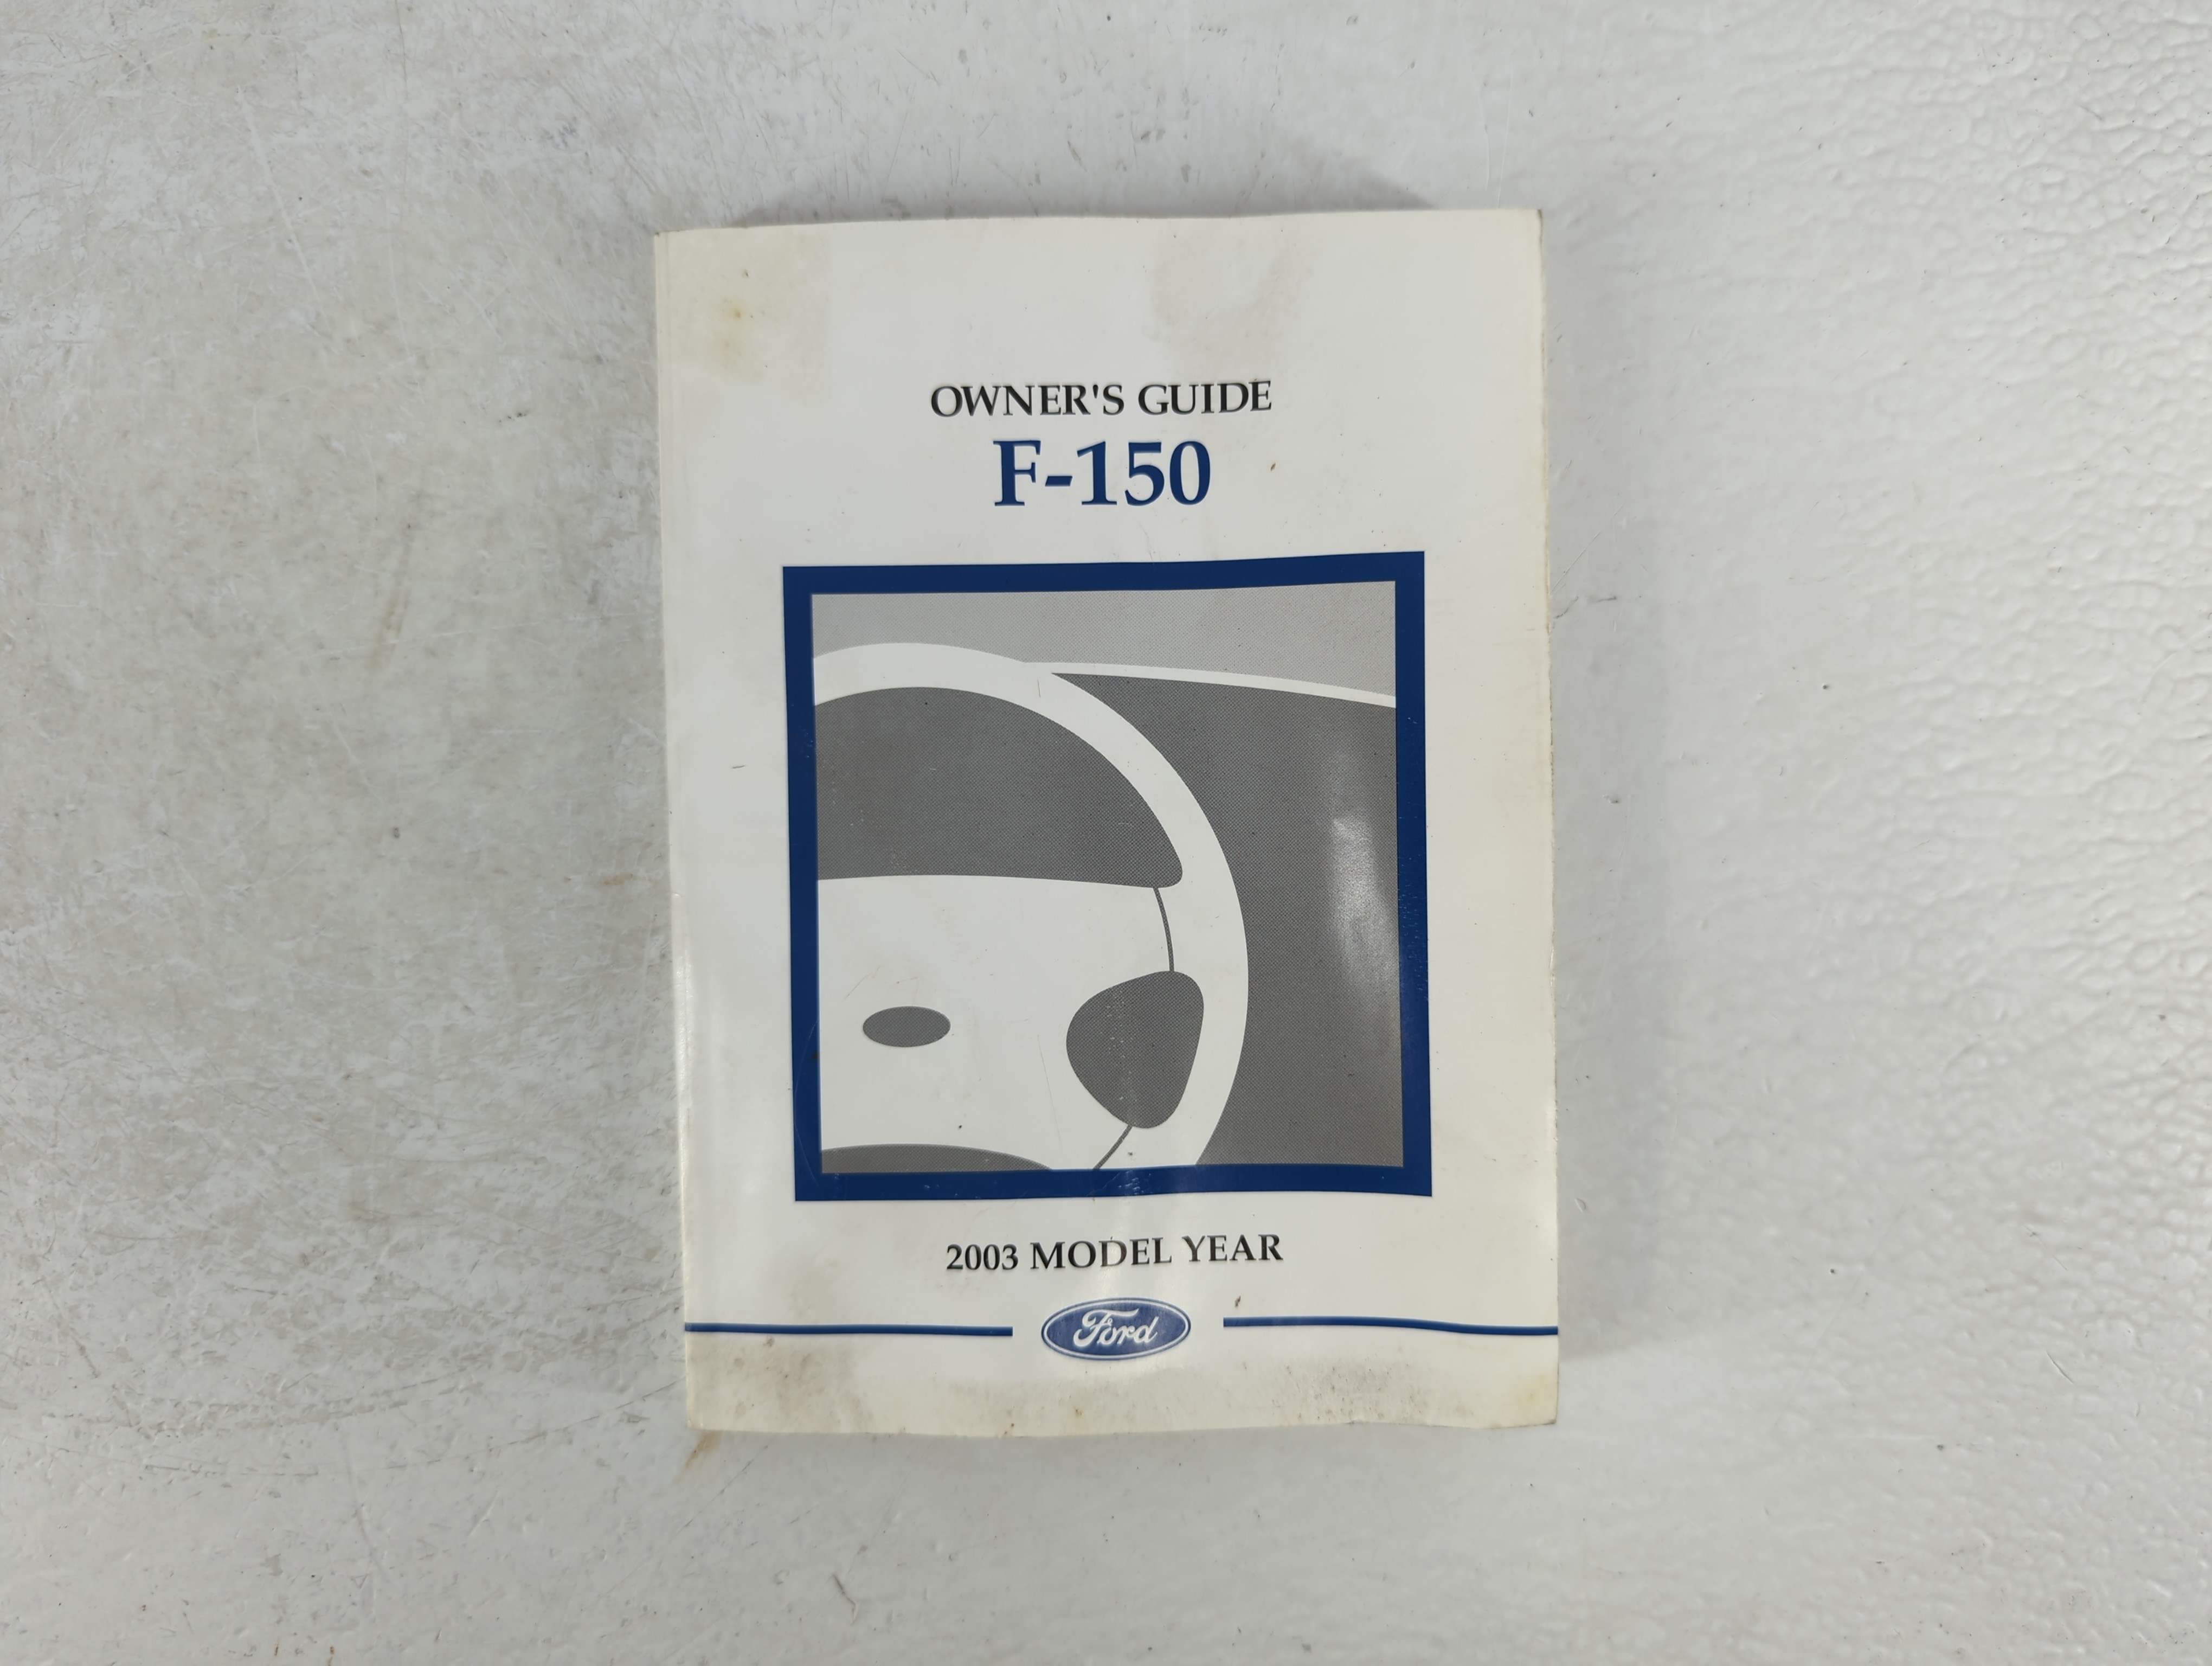 OWNER'S GUIDE
F-150
2003 MODEL YEAR
Ford